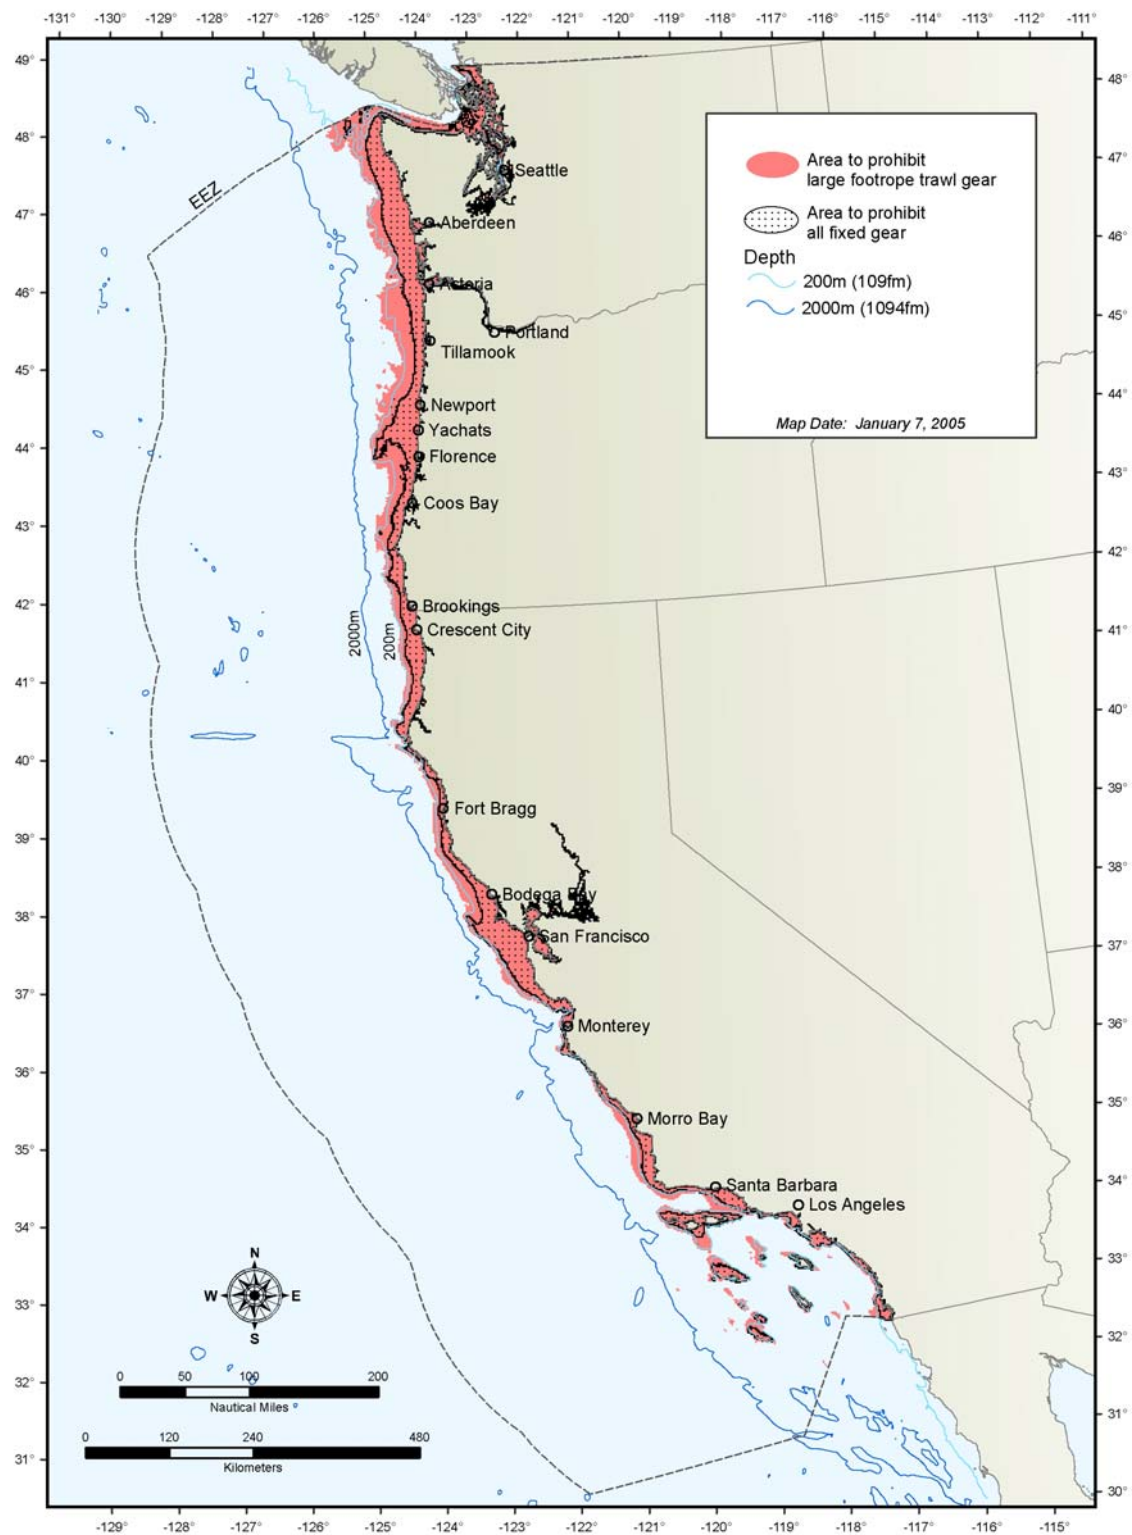 -131° -130° -129° -128° -127° -126° -125° -124° -123° -122° -121° -120° -119° -118° -117° -116° -115° -114° -113° -112° -111°
49°
48°
47°
46°
45°
44°
43°
42°
41°
40°
39°
38°
37°
36°
35°
34°
33°
32°
31°
48°
47°
46°
45°
44°
43°
42°
41°
40°
39°
38°
37°
36°
35°
34°
33°
32°
31°
30°
Area to prohibit
large footrope trawl gear
Area to prohibit
all fixed gear
Depth
200m (109fm)
2000m (1094fm)
Map Date: January 7, 2005
EEZ
Seattle
Aberdeen
Astoria
Portland
Tillamook
Newport
Yachats
Florence
Coos Bay
Brookings
Crescent City
2000m
200m
Fort Bragg
Bodega Bay
San Francisco
Monterey
Morro Bay
Santa Barbara
Los Angeles
N
W E
S
0 50 100 200
Nautical Miles
0 120 240 480
Kilometers
-129° -128° -127° -126° -125° -124° -123° -122° -121° -120° -119° -118° -117° -116° -115°